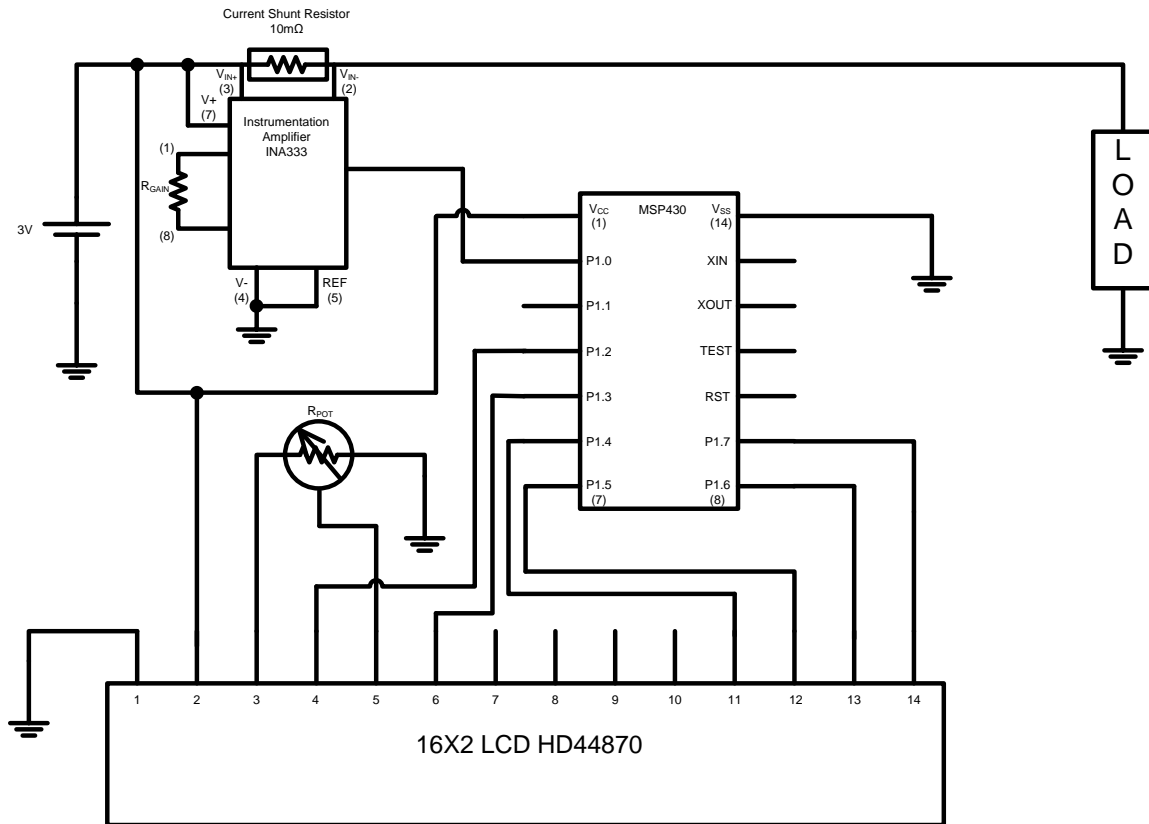 Current Shunt Resistor
10mΩ
VIN+
(3)
VIN-
(2)
V+
(7)
Instrumentation
Amplifier
INA333
(1)
RGAIN
(8)
3V
V-
(4)
REF
(5)
VCC
(1)
MSP430
VSS
(14)
P1.0
XIN
P1.1
XOUT
P1.2
TEST
P1.3
RST
P1.4
P1.7
P1.5
(7)
P1.6
(8)
L
O
A
D
RPOT
1 2 3 4 5 6 7 8 9 10 11 12 13 14
16X2 LCD HD44870